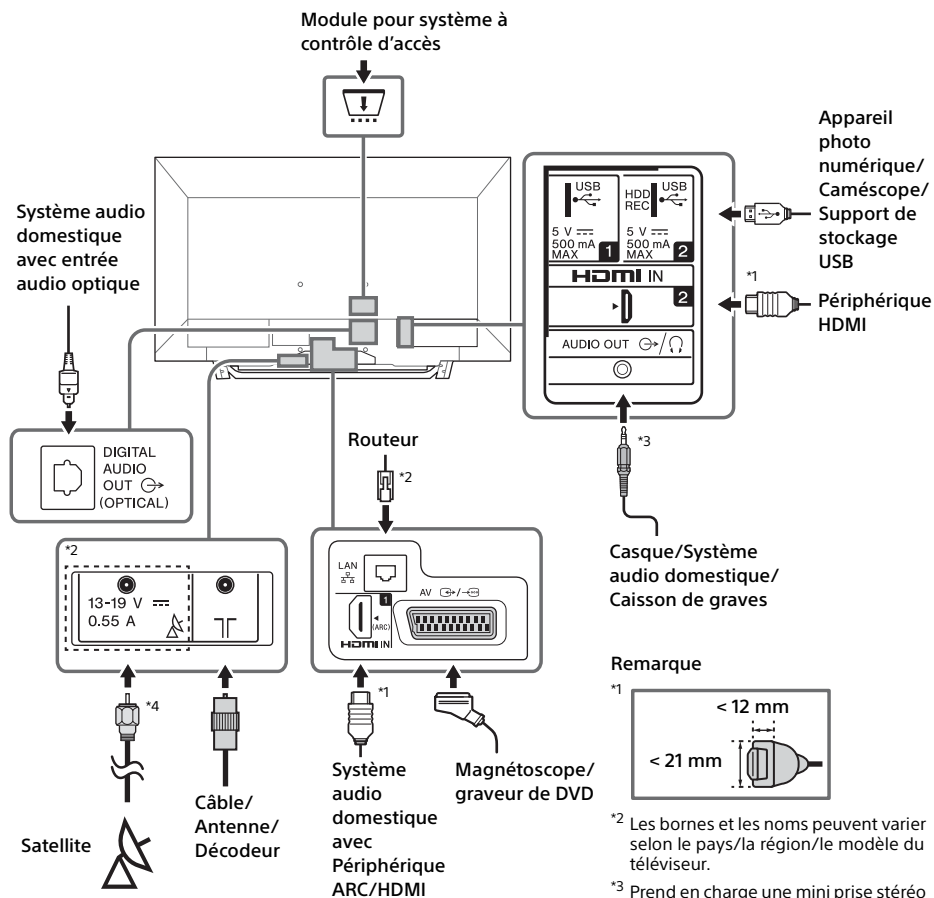 Module pour système à
contrôle d'accès
Système audio
domestique
avec entrée
audio optique
USB
5 V
500 mA
MAX
1
HDD
REC
USB
5 V
500 mA
MAX
2
HDMI IN
2
AUDIO OUT
Appareil
photo
numérique/
Caméscope/
Support de
stockage
USB
*1
Périphérique
HDMI
*3
Casque/Système
audio domestique/
Caisson de graves
DIGITAL
AUDIO
OUT
(OPTICAL)
Routeur
*2
*2
13-19 V
0.55 A
LAN
1
(ARC)
HDMI IN
AV
*4
Satellite
Câble/
Antenne/
Décodeur
*1
Système
audio
domestique
avec
Périphérique
ARC/HDMI
Magnétoscope/
graveur de DVD
Remarque
*1
< 12 mm
< 21 mm
*2 Les bornes et les noms peuvent varier
selon le pays/la région/le modèle du
téléviseur.
*3 Prend en charge une mini prise stéréo